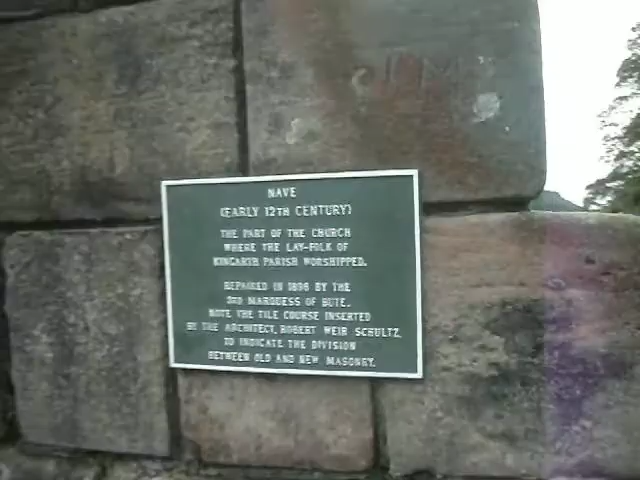 NAVE
(EARLY 12TH CENTURY)
THE PART OF THE CHURCH
WHERE THE LAY-FOLK OF
KINGARTH PARISH WORSHIPPED.
REPAIRED IN 1896 BY THE
3RD MARQUESS OF BUTE.
NOTE THE TILE COURSE INSERTED
BY THE ARCHITECT, ROBERT WEIR SCHULTZ,
TO INDICATE THE DIVISION
BETWEEN OLD AND NEW MASONRY.